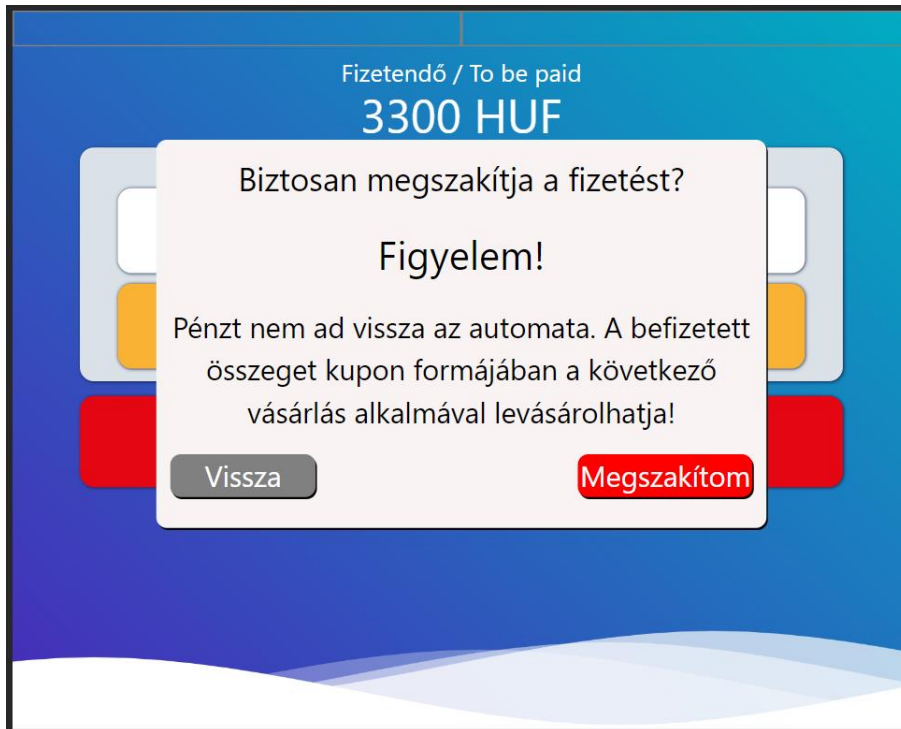 Fizetendő / To be paid
3300 HUF
Biztosan megszakítja a fizetést?
Figyelem!
Pénzt nem ad vissza az automata. A befizetett
összeget kupon formájában a következő
vásárlás alkalmával levásárolhatja!
Vissza
Megszakítom